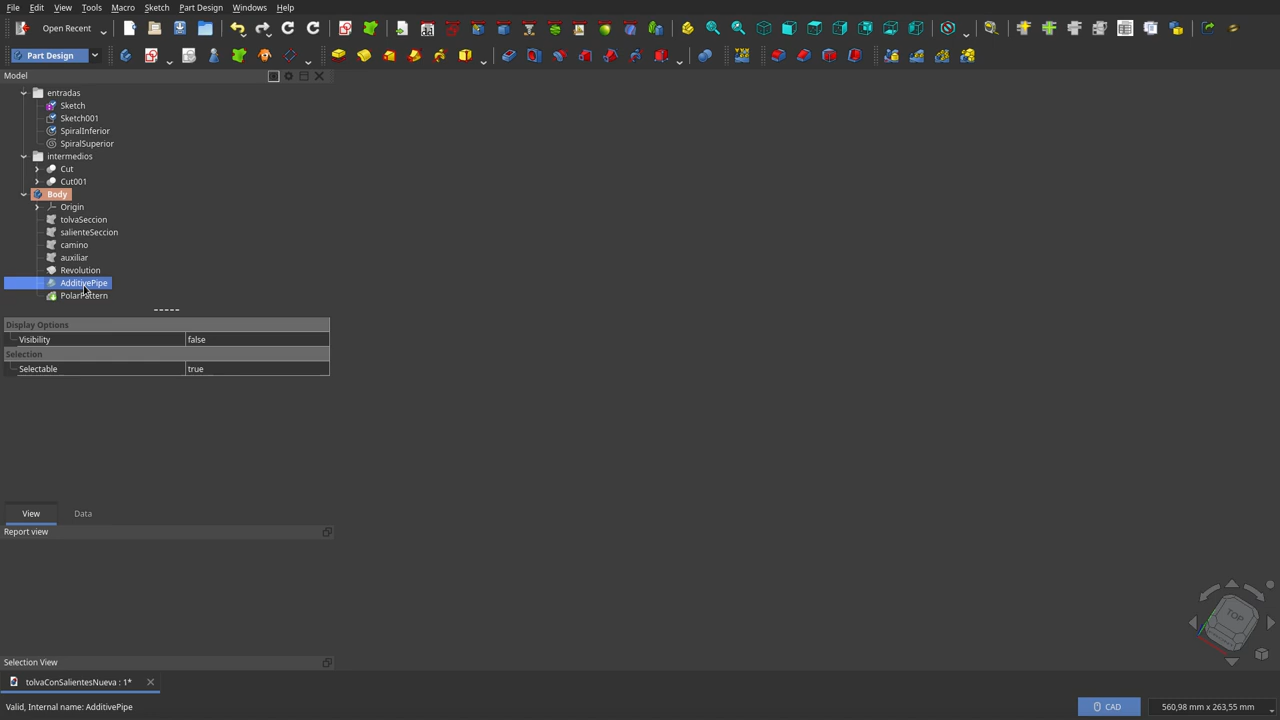 File Edit View Tools Macro Sketch Part Design Windows Help
Open Recent
Part Design
Model
entradas
Sketch
Sketch001
SpiralInferior
SpiralSuperior
intermedios
Cut
Cut001
Body
Origin
tolvaSeccion
salienteSeccion
camino
auxiliar
Revolution
AdditivePipe
PolarPattern
Display Options
Visibility false
Selection
Selectable true
View Data
Report view
TOP
Selection View
tolvaConSalientesNueva : 1*
Valid, Internal name: AdditivePipe CAD 560,98 mm x 263,55 mm